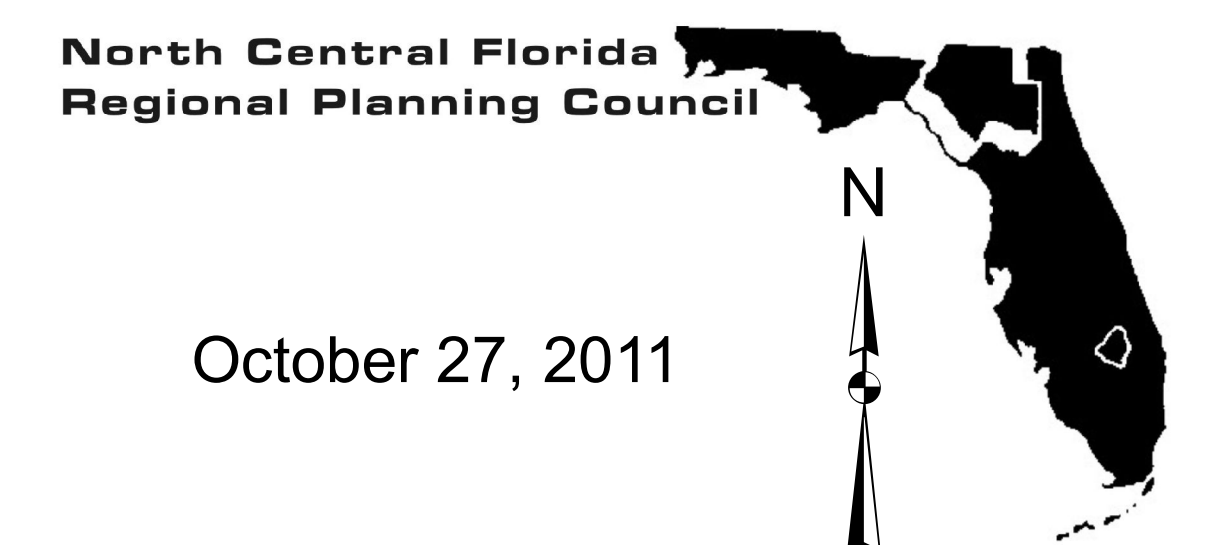 North Central Florida
Regional Planning Council
N
October 27, 2011